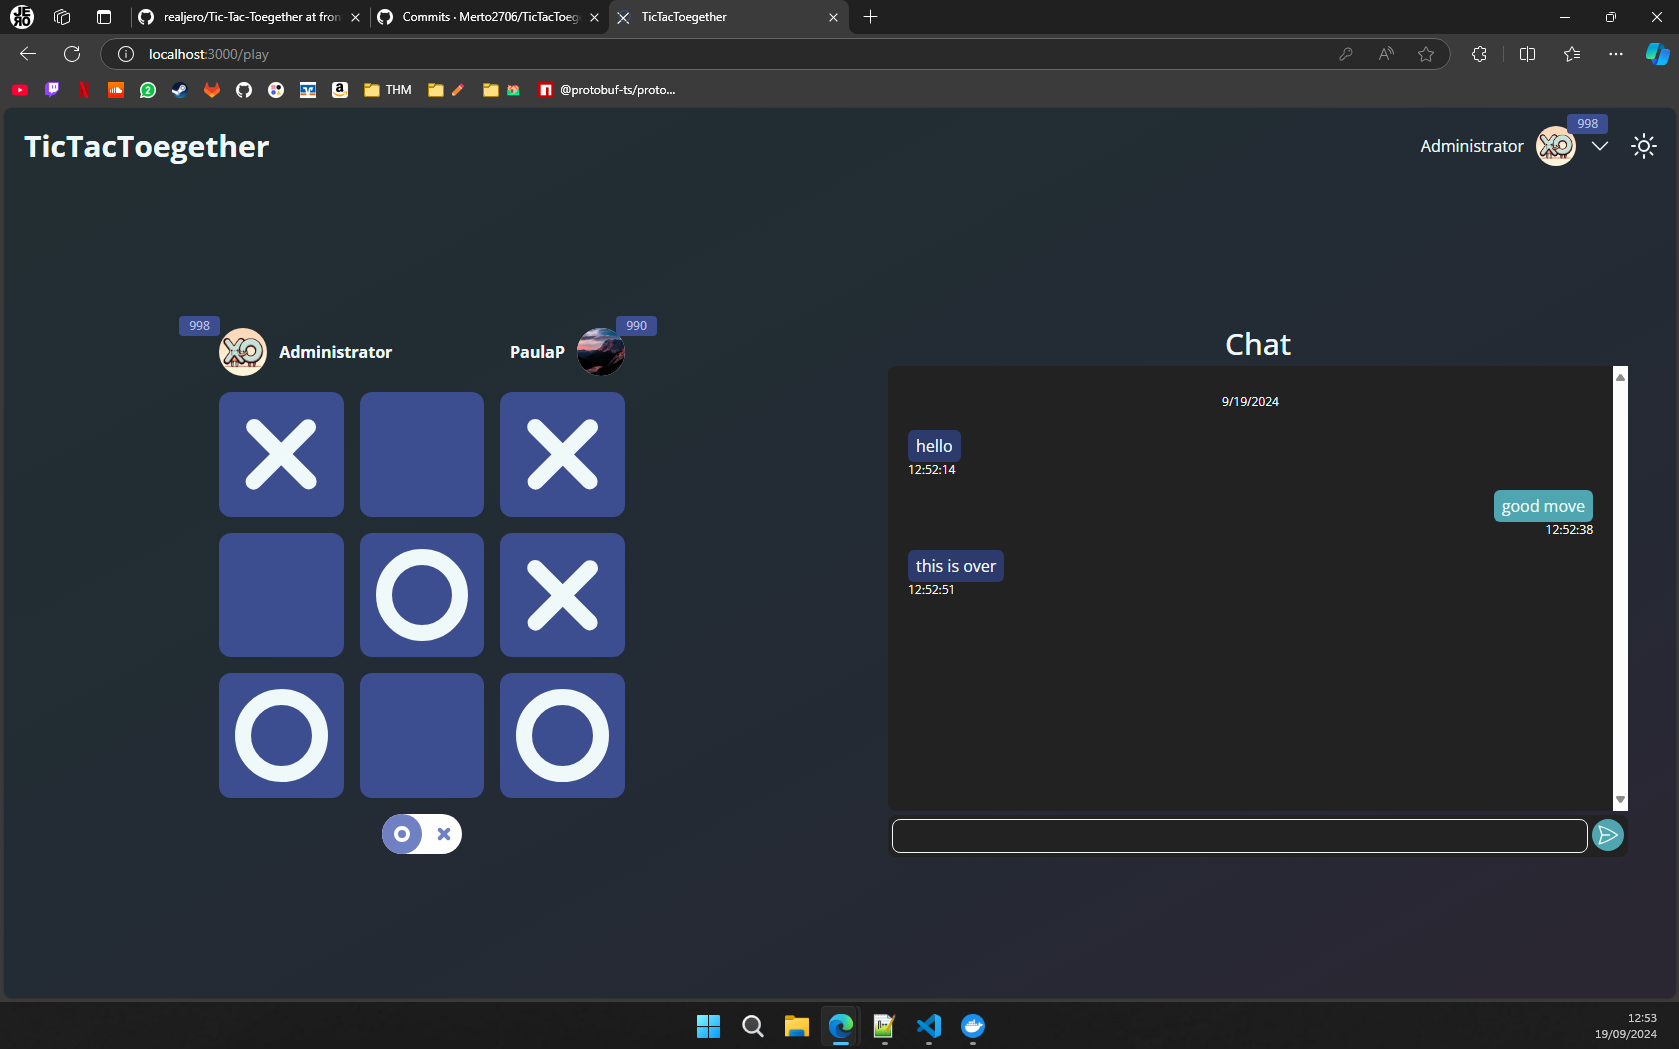 realjero/Tic-Tac-Toegether at fron
Commits · Merto2706/TicTacToeg
TicTacToegether
localhost:3000/play
2
THM
@protobuf-ts/proto...
TicTacToegether
Administrator
998
998
Administrator
PaulaP
990
Chat
9/19/2024
hello
12:52:14
good move
12:52:38
this is over
12:52:51
12:53
19/09/2024